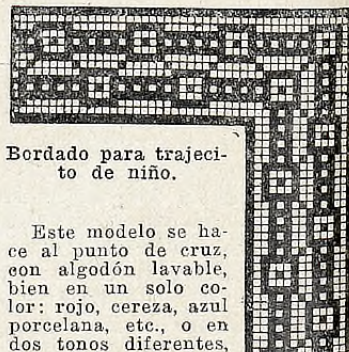 Bordado para trajeci-
to de niño.
Este modelo se ha-
ce al punto de cruz,
con algodón lavable,
bien en un solo co-
lor: rojo, cereza, azul
porcelana, etc., o en
dos tonos diferentes,